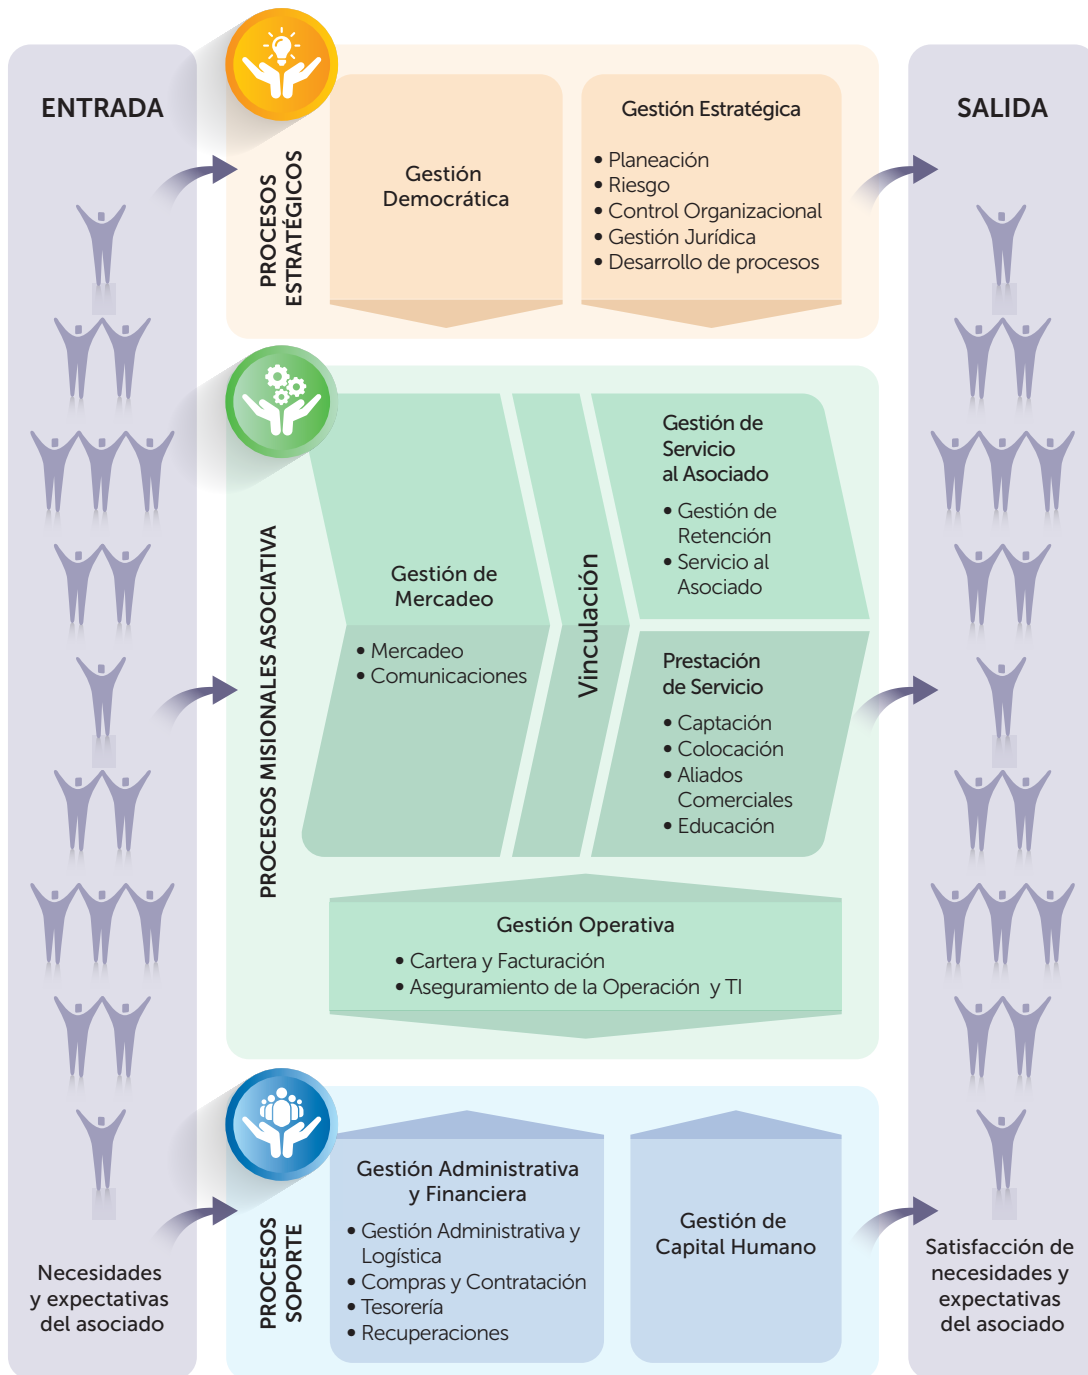 ENTRADA
Necesidades
y expectativas
del asociado
PROCESOS
ESTRATÉGICOS
Gestión
Democrática
Gestión Estratégica
• Planeación
• Riesgo
• Control Organizacional
• Gestión Jurídica
• Desarrollo de procesos
PROCESOS MISIONALES ASOCIATIVA
Gestión de
Mercadeo
• Mercadeo
• Comunicaciones
Vinculación
Gestión de
Servicio
al Asociado
• Gestión de
Retención
• Servicio al
Asociado
Prestación
de Servicio
• Captación
• Colocación
• Aliados
Comerciales
• Educación
Gestión Operativa
• Cartera y Facturación
• Aseguramiento de la Operación y TI
PROCESOS
SOPORTE
Gestión Administrativa
y Financiera
• Gestión Administrativa y
Logística
• Compras y Contratación
• Tesorería
• Recuperaciones
Gestión de
Capital Humano
SALIDA
Satisfacción de
necesidades y
expectativas
del asociado